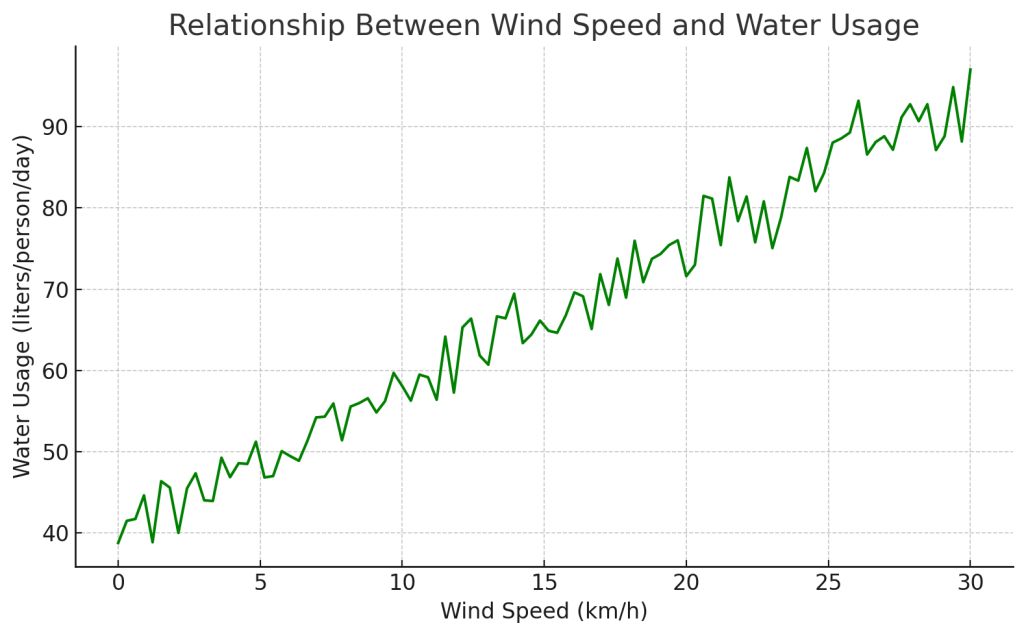 Relationship Between Wind Speed and Water Usage
Water Usage (liters/person/day)
90
80
70
60
50
40
0 5 10 15 20 25 30
Wind Speed (km/h)